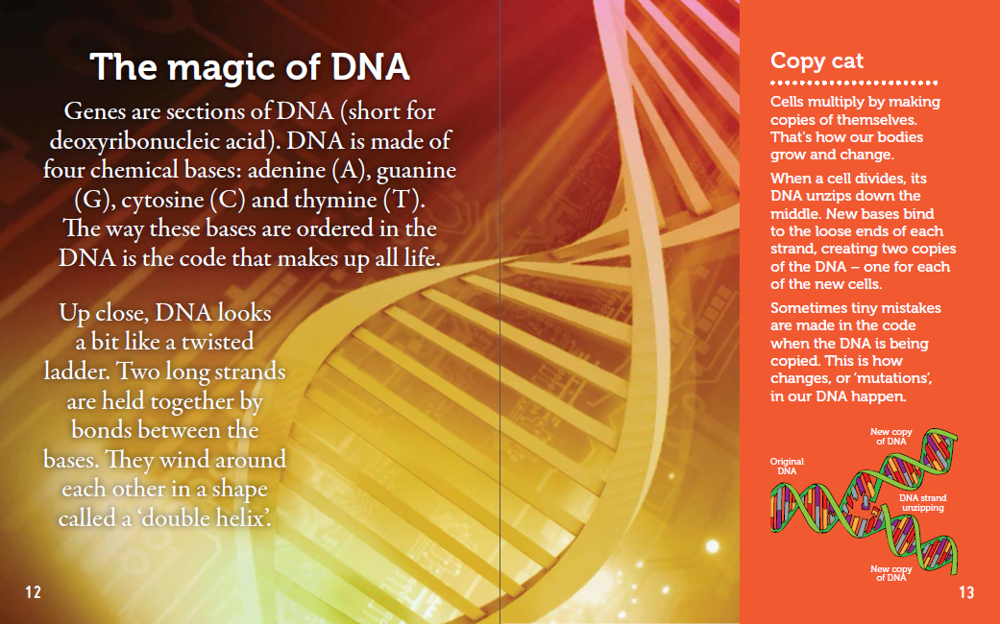 The magic of DNA
Genes are sections of DNA (short for
deoxyribonucleic acid). DNA is made of
four chemical bases: adenine (A), guanine
(G), cytosine (C) and thymine (T).
The way these bases are ordered in the
DNA is the code that makes up all life.
Up close, DNA looks
a bit like a twisted
ladder. Two long strands
are held together by
bonds between the
bases. They wind around
each other in a shape
called a ‘double helix’.
12
Copy cat
Cells multiply by making
copies of themselves.
That’s how our bodies
grow and change.
When a cell divides, its
DNA unzips down the
middle. New bases bind
to the loose ends of each
strand, creating two copies
of the DNA – one for each
of the new cells.
Sometimes tiny mistakes
are made in the code
when the DNA is being
copied. This is how
changes, or ‘mutations’,
in our DNA happen.
New copy
of DNA
Original
DNA
DNA strand
unzipping
New copy
of DNA
13